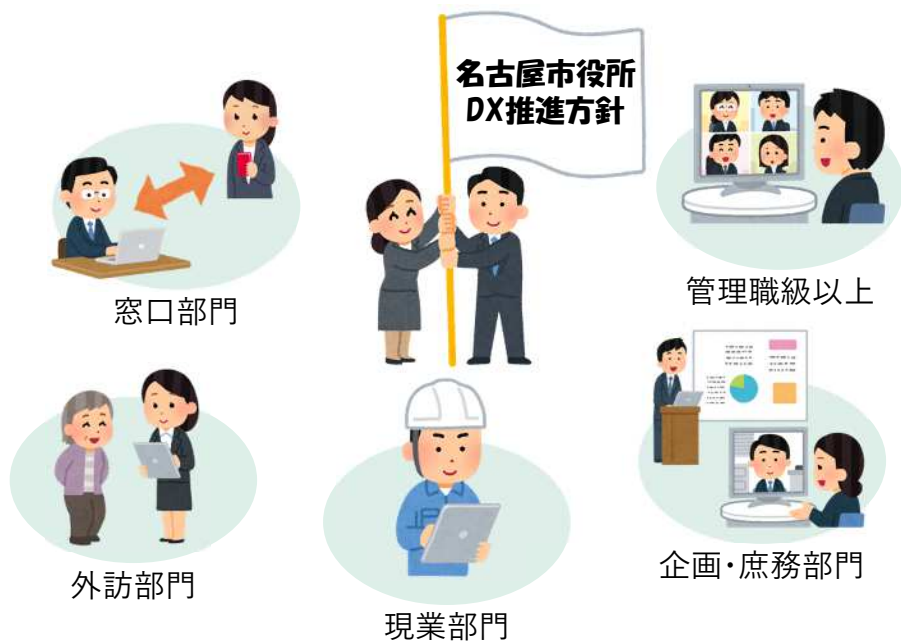 名古屋市役所
DX推進方針
窓口部門
管理職級以上
外訪部門
現業部門
企画・庶務部門